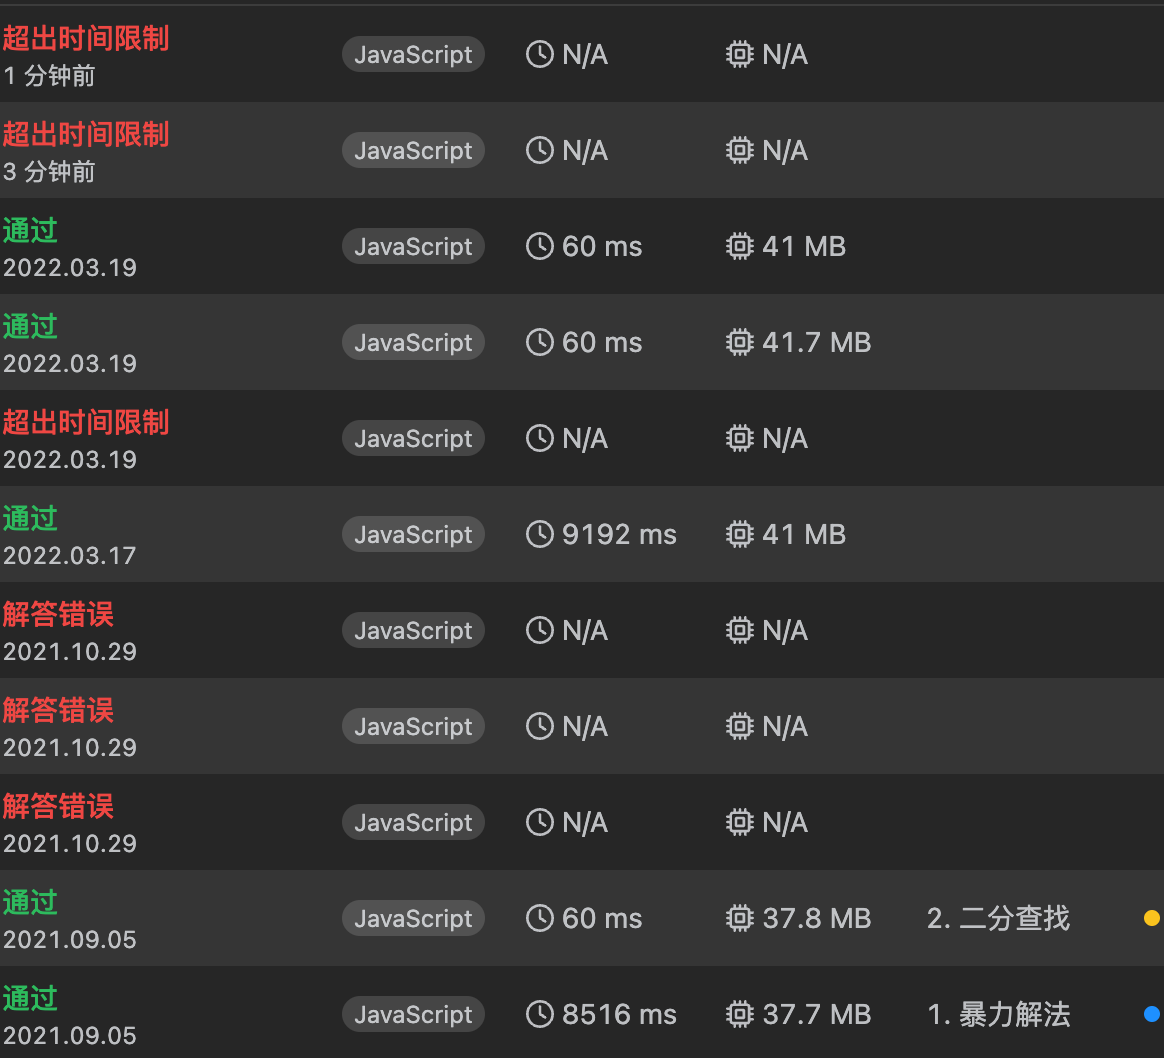 超出时间限制
1 分钟前
JavaScript
N/A
N/A
超出时间限制
3 分钟前
JavaScript
N/A
N/A
通过
2022.03.19
JavaScript
60 ms
41 MB
通过
2022.03.19
JavaScript
60 ms
41.7 MB
超出时间限制
2022.03.19
JavaScript
N/A
N/A
通过
2022.03.17
JavaScript
9192 ms
41 MB
解答错误
2021.10.29
JavaScript
N/A
N/A
解答错误
2021.10.29
JavaScript
N/A
N/A
解答错误
2021.10.29
JavaScript
N/A
N/A
通过
2021.09.05
JavaScript
60 ms
37.8 MB
2. 二分查找
通过
2021.09.05
JavaScript
8516 ms
37.7 MB
1. 暴力解法